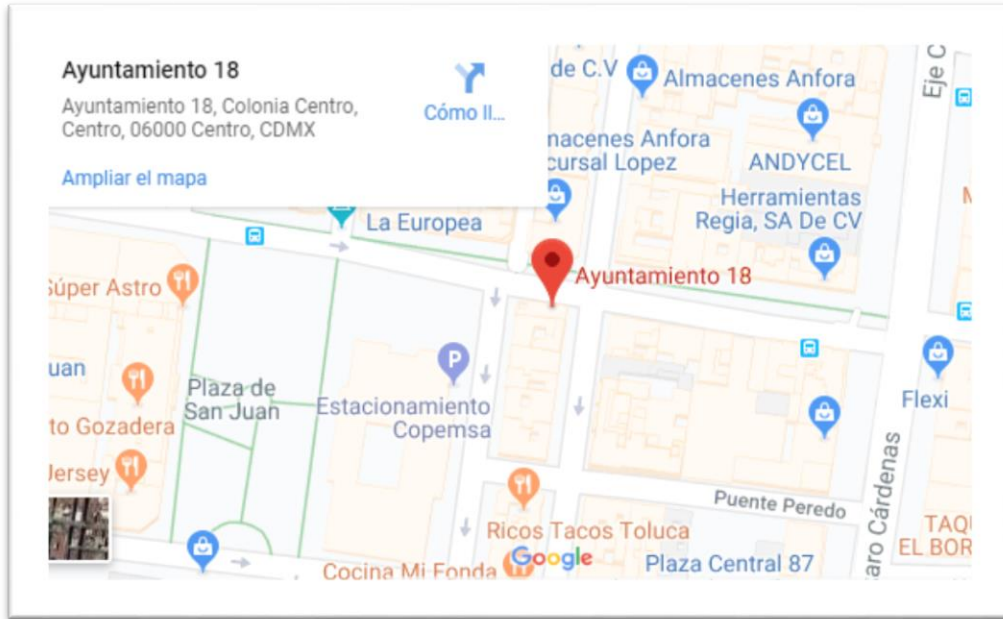 Ayuntamiento 18
Ayuntamiento 18, Colonia Centro,
Centro, 06000 Centro, CDMX
Cómo ll...
Ampliar el mapa
de C.V
Almacenes Anfora
Eje C
macenes Anfora
cursal Lopez
ANDYCEL
Herramientas
Regia, SA De CV
La Europea
Ayuntamiento 18
Súper Astro
P
uan
Plaza de
San Juan
Estacionamiento
Copemsa
Flexi
to Gozadera
Jersey
Puente Peredo
aro Cárdenas
Ricos Tacos Toluca
TAQ
EL BOR
Google
Cocina Mi Fonda
Plaza Central 87